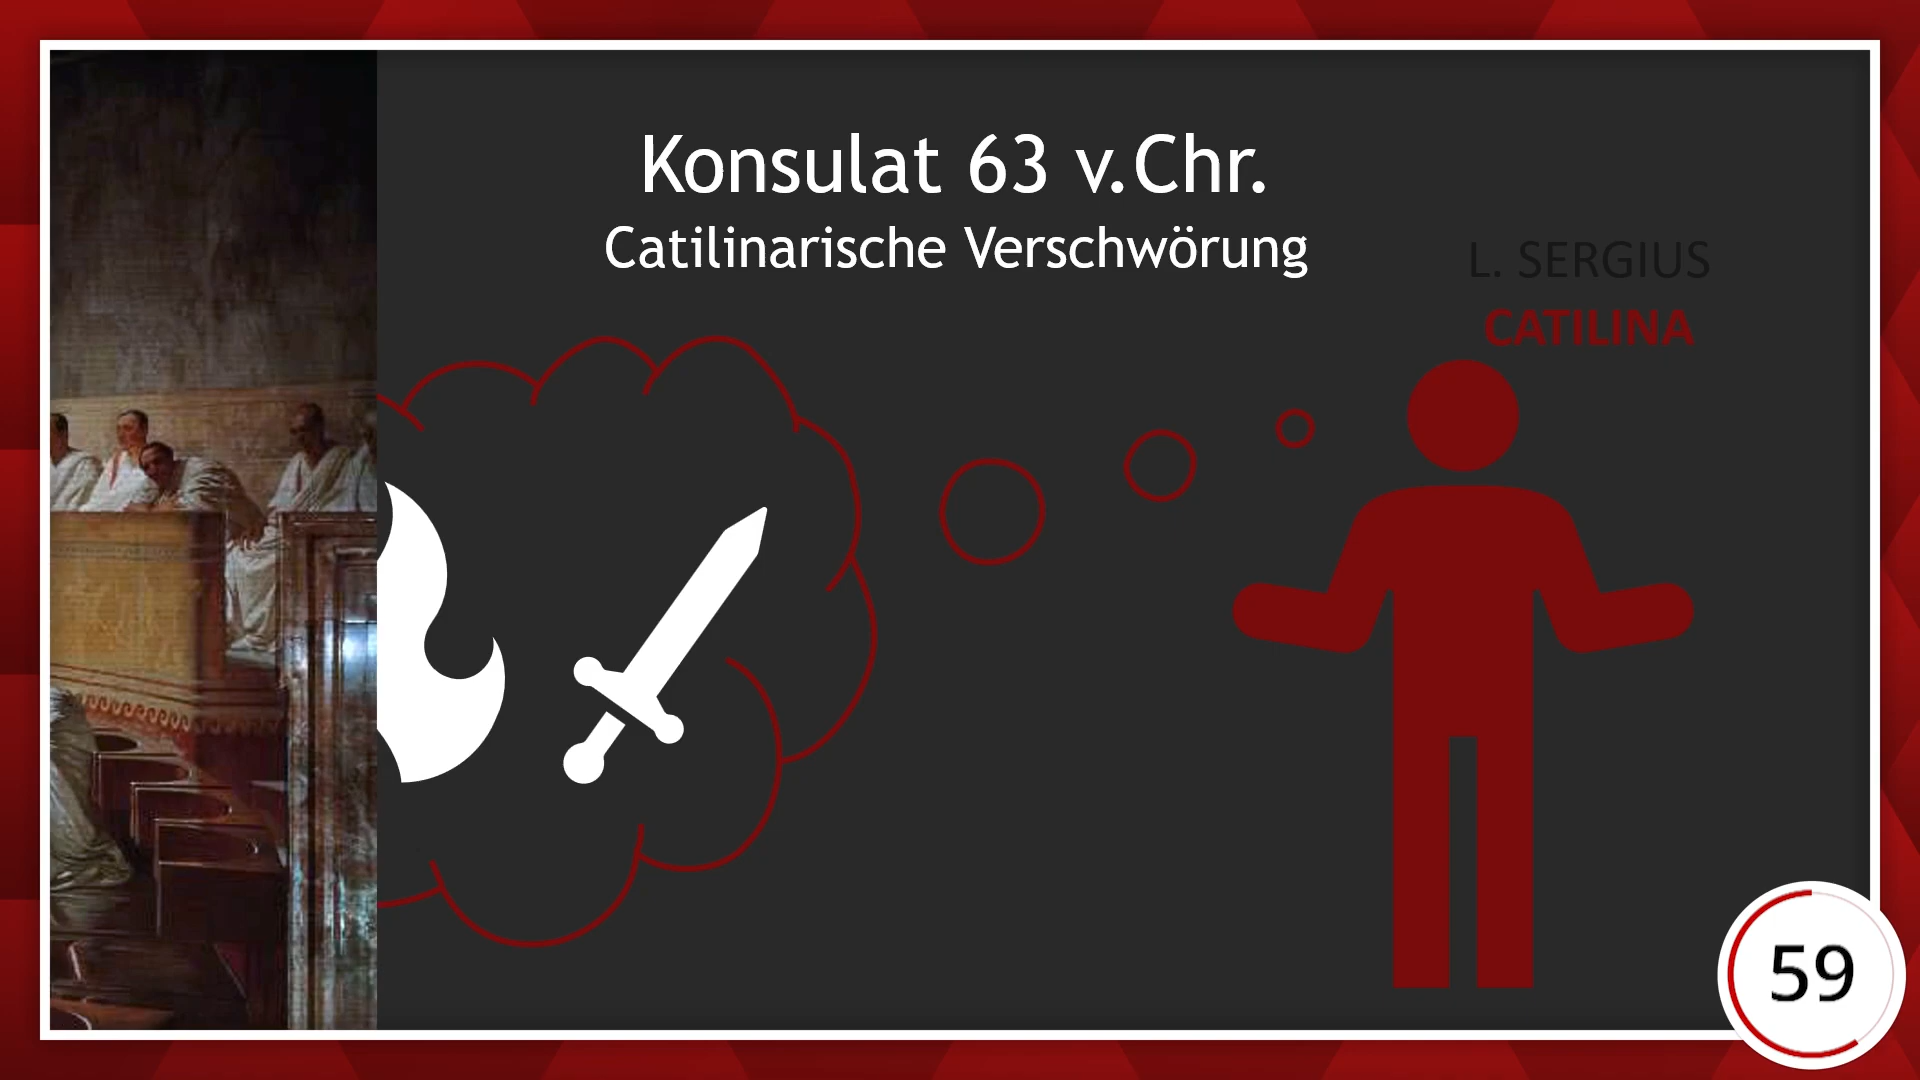 Konsulat 63 v.Chr.
Catilinarische Verschwörung
L. SERGIUS
CATILINA
59